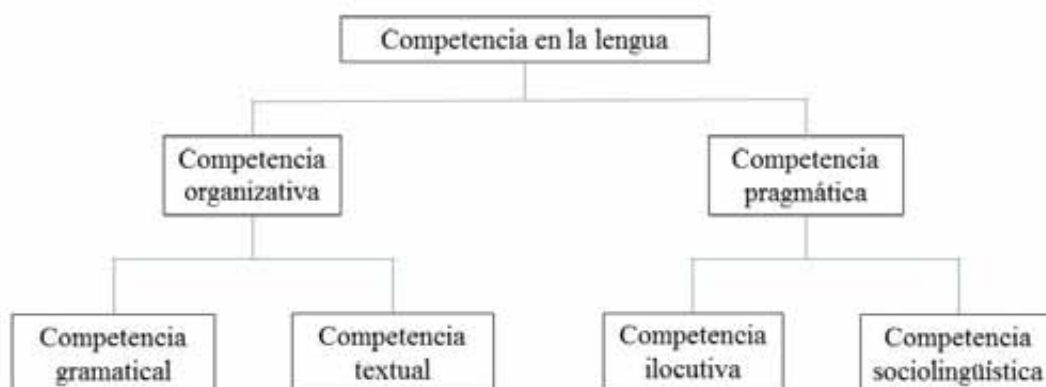 Competencia en la lengua
Competencia
organizativa
Competencia
pragmática
Competencia
gramatical
Competencia
textual
Competencia
ilocutiva
Competencia
sociolingüística